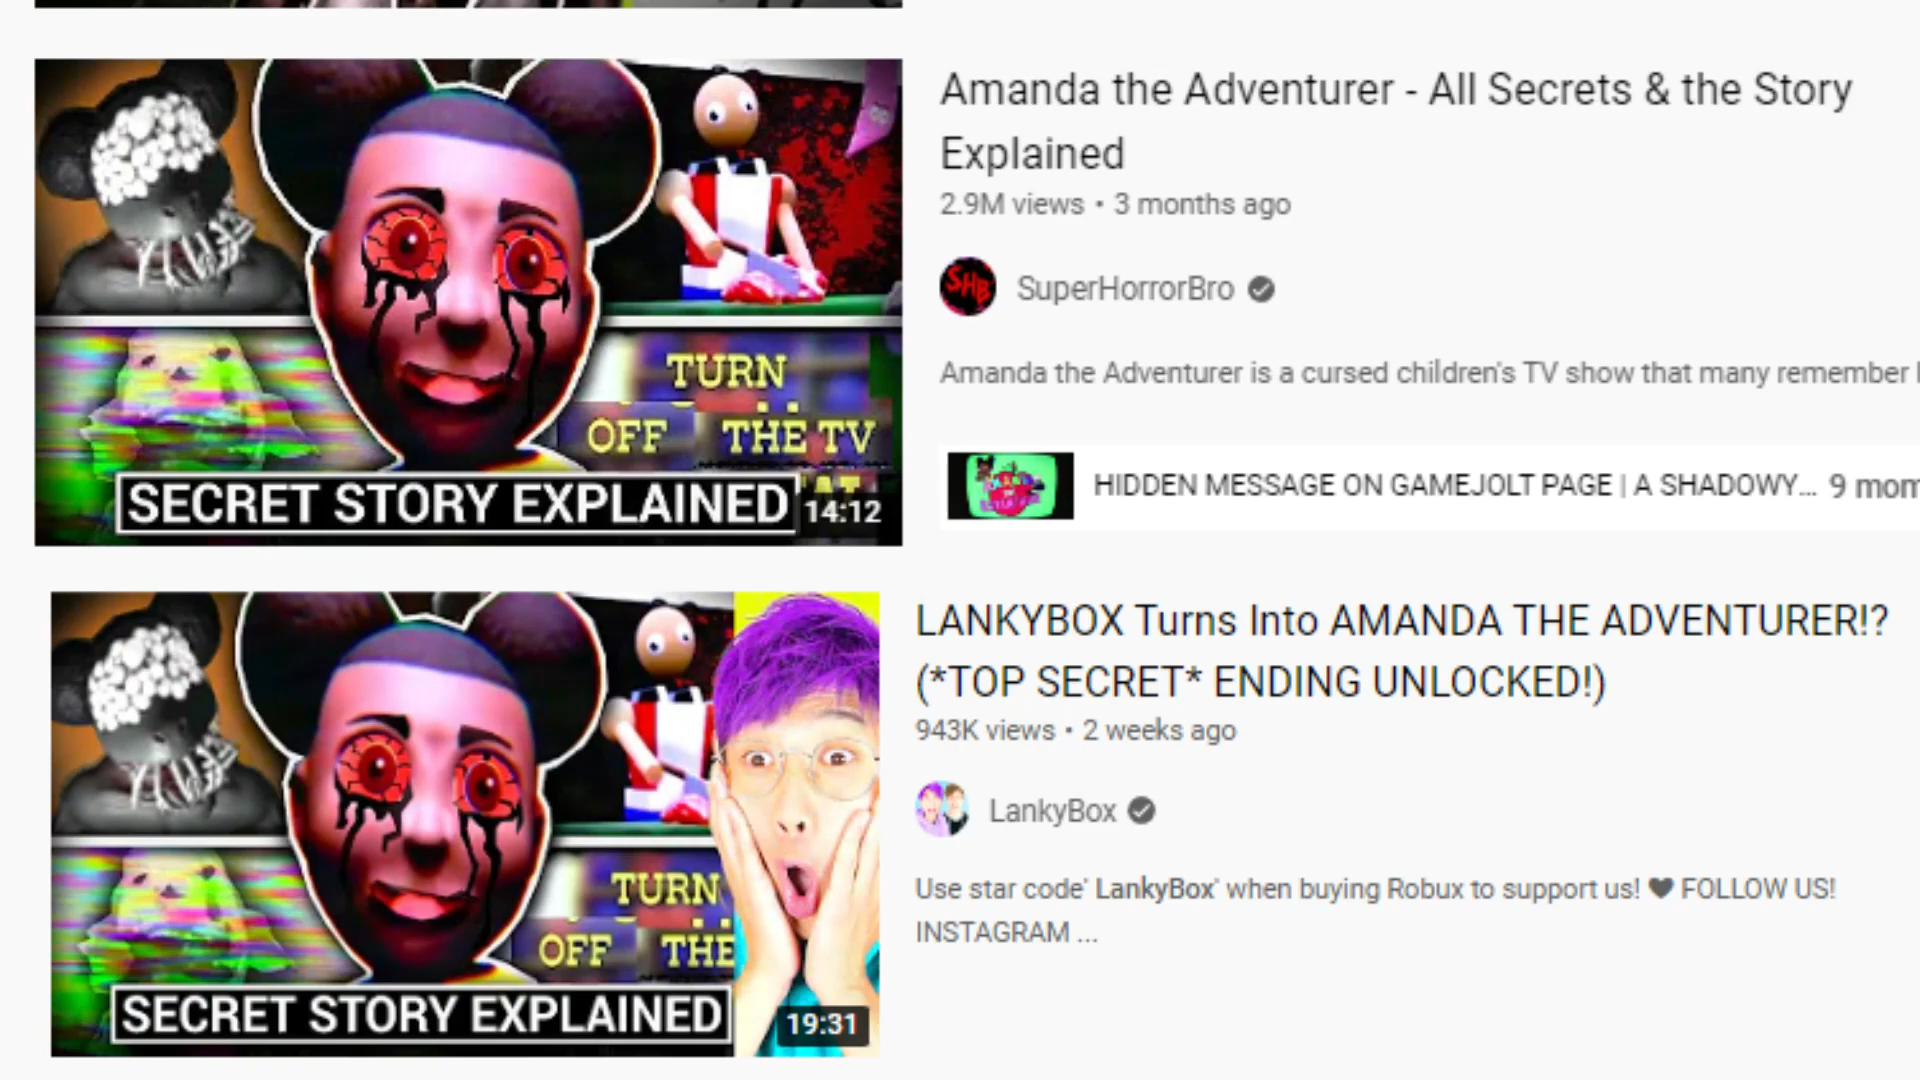 Amanda the Adventurer - All Secrets & the Story
Explained
2.9M views • 3 months ago
SHB
SuperHorrorBro
Amanda the Adventurer is a cursed children's TV show that many remember
HIDDEN MESSAGE ON GAMEJOLT PAGE | A SHADOWY... 9 mom
TURN
OFF THE TV
SECRET STORY EXPLAINED
14:12
LANKYBOX Turns Into AMANDA THE ADVENTURER!?
(*TOP SECRET* ENDING UNLOCKED!)
943K views • 2 weeks ago
LankyBox
Use star code' LankyBox' when buying Robux to support us! ♥ FOLLOW US!
INSTAGRAM ...
TURN
OFF THE
SECRET STORY EXPLAINED
19:31